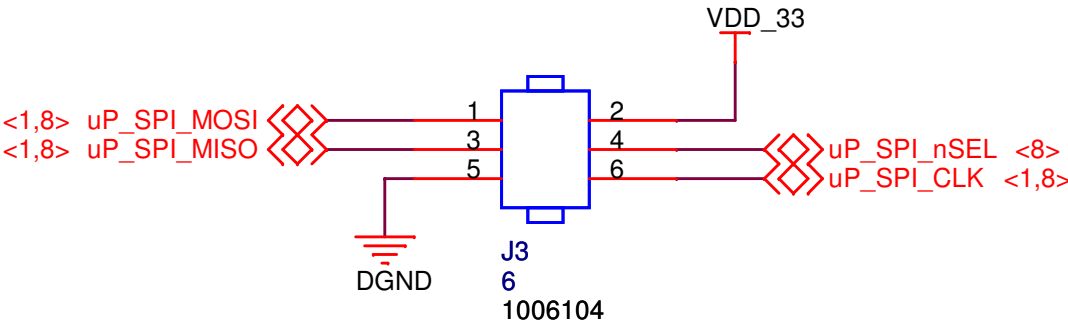 VDD_33
<1,8> uP_SPI_MOSI 1 2
<1,8> uP_SPI_MISO 3 4 uP_SPI_nSEL <8>
5 6 uP_SPI_CLK <1,8>
J3
DGND 6
1006104